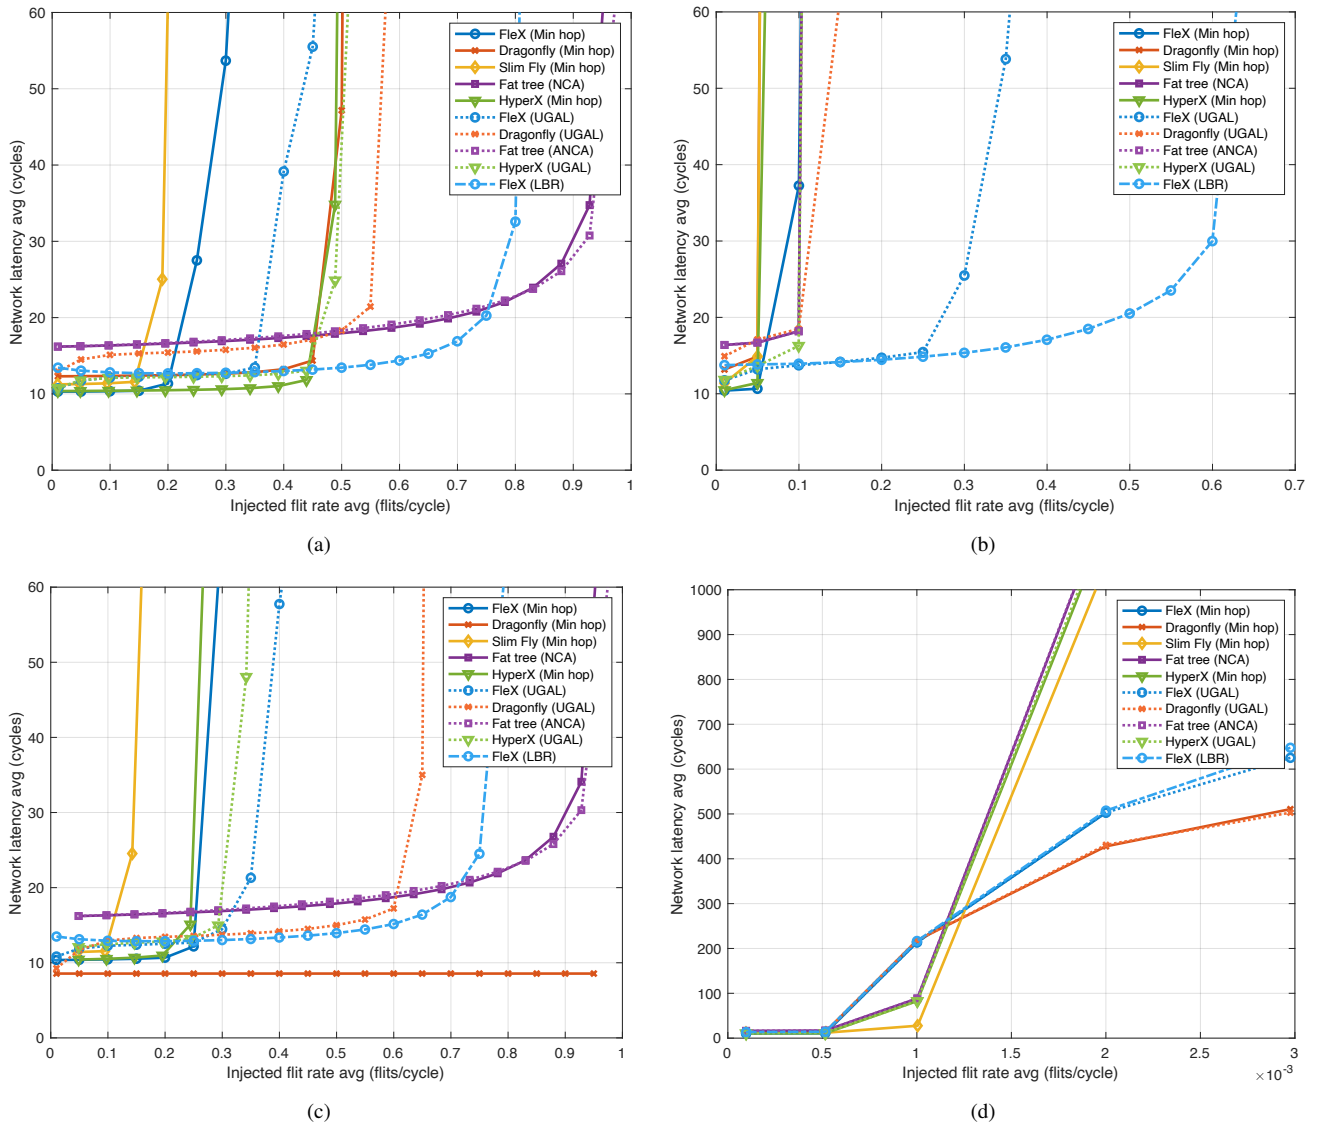 60
50
40
30
20
10
0
Network latency avg (cycles)
FleX (Min hop)
Dragonfly (Min hop)
Slim Fly (Min hop)
Fat tree (NCA)
HyperX (Min hop)
FleX (UGAL)
Dragonfly (UGAL)
Fat tree (ANCA)
HyperX (UGAL)
FleX (LBR)
0 0.1 0.2 0.3 0.4 0.5 0.6 0.7 0.8 0.9 1
Injected flit rate avg (flits/cycle)
(a)
60
50
40
30
20
10
0
Network latency avg (cycles)
FleX (Min hop)
Dragonfly (Min hop)
Slim Fly (Min hop)
Fat tree (NCA)
HyperX (Min hop)
FleX (UGAL)
Dragonfly (UGAL)
Fat tree (ANCA)
HyperX (UGAL)
FleX (LBR)
0 0.1 0.2 0.3 0.4 0.5 0.6 0.7
Injected flit rate avg (flits/cycle)
(b)
60
50
40
30
20
10
0
Network latency avg (cycles)
FleX (Min hop)
Dragonfly (Min hop)
Slim Fly (Min hop)
Fat tree (NCA)
HyperX (Min hop)
FleX (UGAL)
Dragonfly (UGAL)
Fat tree (ANCA)
HyperX (UGAL)
FleX (LBR)
0 0.1 0.2 0.3 0.4 0.5 0.6 0.7 0.8 0.9 1
Injected flit rate avg (flits/cycle)
(c)
1000
900
800
700
600
500
400
300
200
100
0
Network latency avg (cycles)
FleX (Min hop)
Dragonfly (Min hop)
Slim Fly (Min hop)
Fat tree (NCA)
HyperX (Min hop)
FleX (UGAL)
Dragonfly (UGAL)
Fat tree (ANCA)
HyperX (UGAL)
FleX (LBR)
0 0.5 1 1.5 2 2.5 3
Injected flit rate avg (flits/cycle)
×10⁻³
(d)